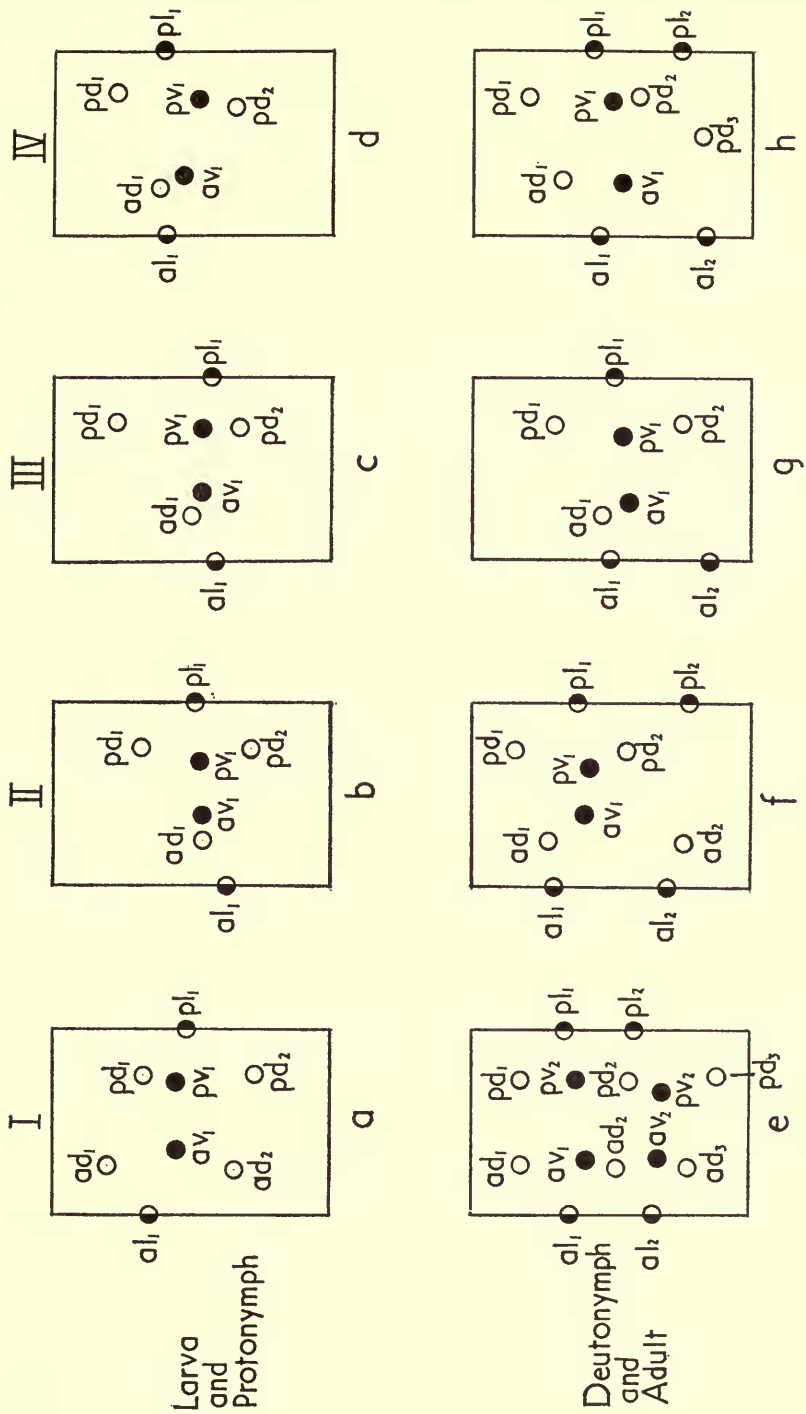 I
II
III
IV
Larva
and
Protonymph
al₁
ad₁
av₁
ad₂
pd₁
pv₁
pd₂
pl₁
a
al₁
ad₁
av₁
pd₁
pv₁
pd₂
pl₁
b
al₁
ad₁
av₁
pd₁
pv₁
pd₂
pl₁
c
al₁
ad₁
av₁
pd₁
pv₁
pd₂
pl₁
d
Deutonymph
and
Adult
al₁
al₂
ad₁
av₁
ad₂
av₂
ad₃
pd₁
pv₂
pd₂
pv₂
pd₃
pl₁
pl₂
e
al₁
al₂
ad₁
av₁
ad₂
pd₁
pv₁
pd₂
pl₁
pl₂
f
al₁
al₂
ad₁
av₁
pd₁
pv₁
pd₂
pl₁
g
al₁
al₂
ad₁
av₁
pd₁
pv₁
pd₂
pd₃
pl₁
pl₂
h